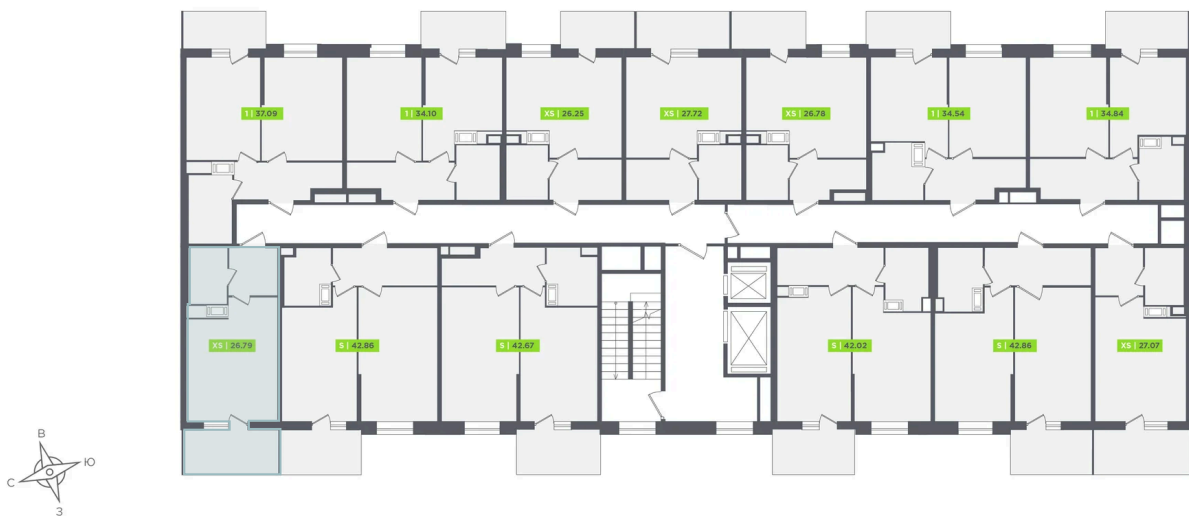 1 | 37.09
1 | 34.10
XS | 26.25
XS | 27.72
XS | 26.78
1 | 34.54
1 | 34.84
XS | 26.79
S | 42.86
S | 42.67
S | 42.02
S | 42.86
XS | 27.07
В
Ю
С
З